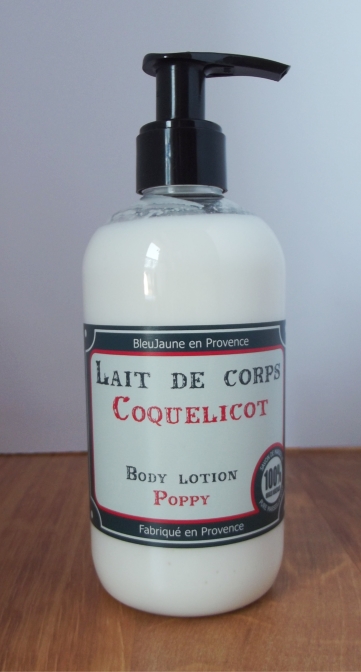 BleuJaune en Provence
LAIT DE CORPS
COQUELICOT
BODY LOTION
POPPY
100%
Fabriqué en Provence